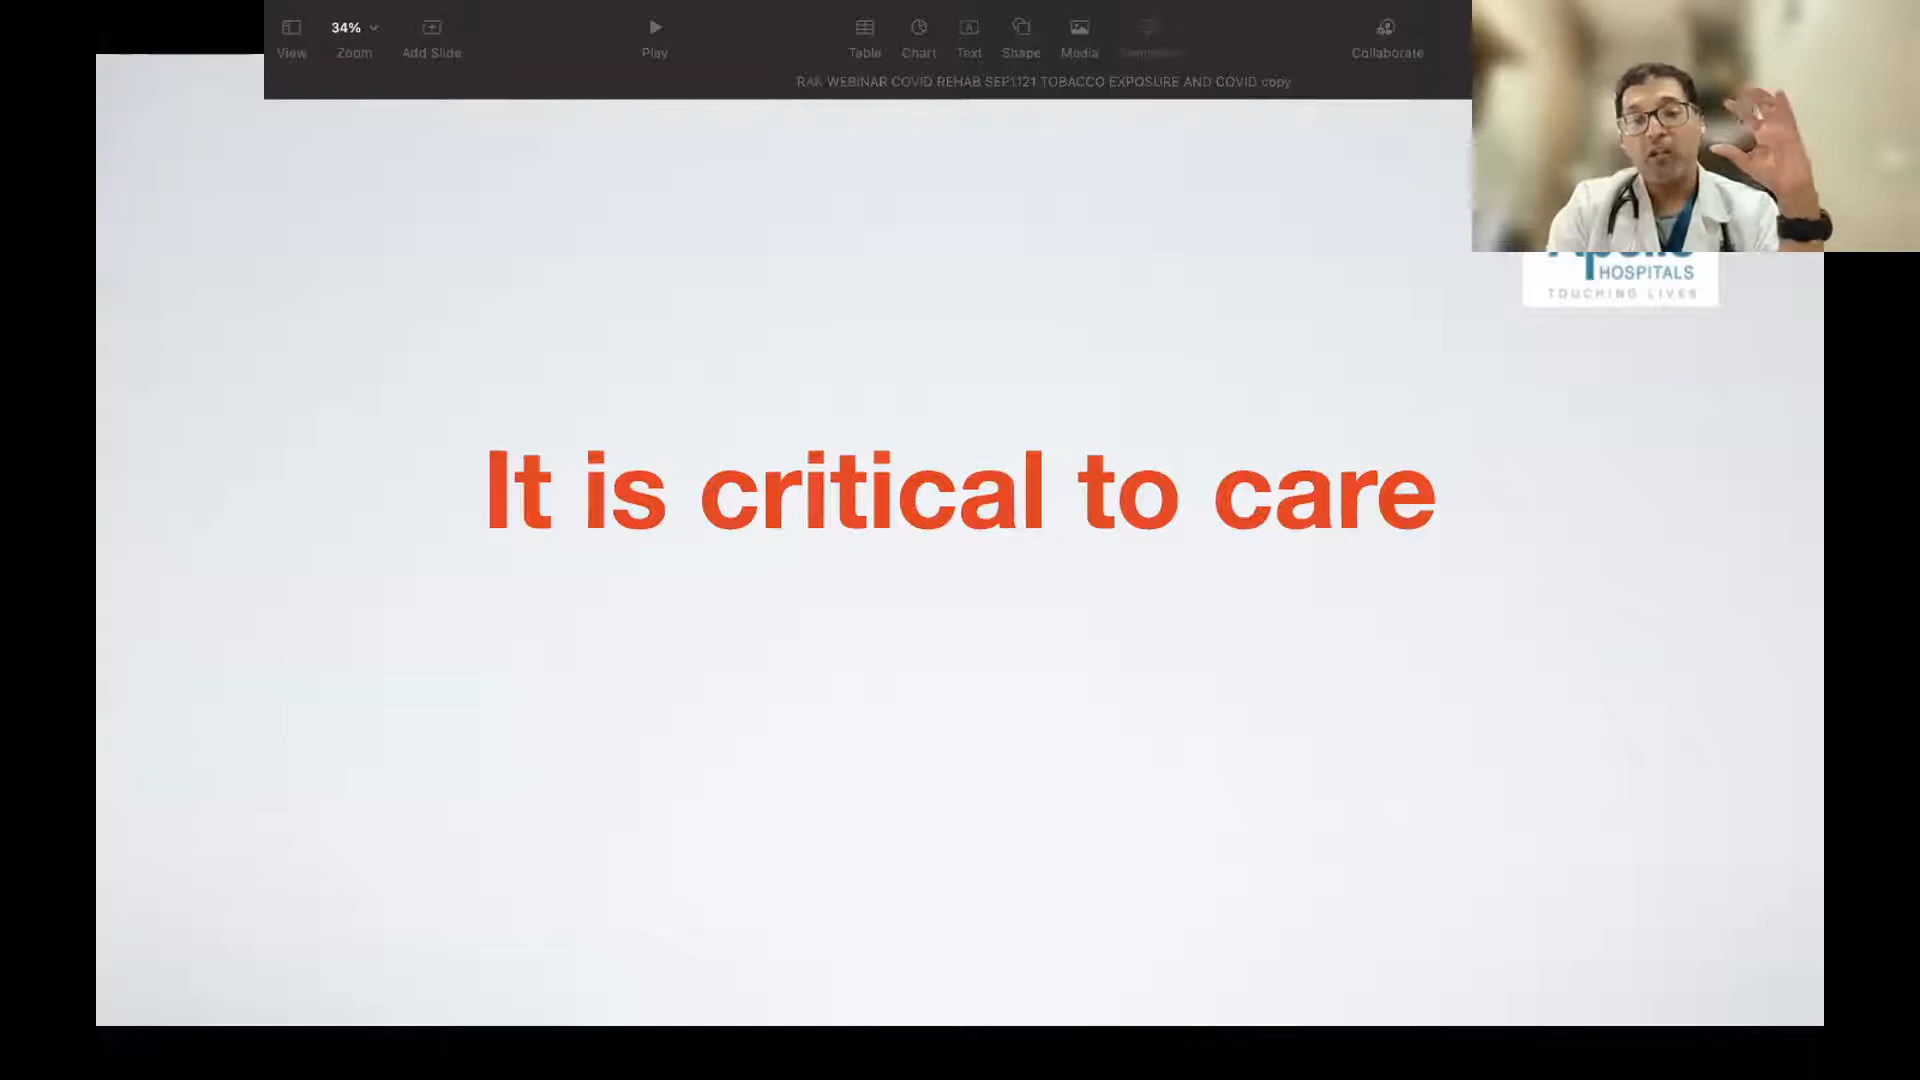 34%
View
Zoom
Add Slide
Play
Table
Chart
Text
Shape
Media
Collaborate
RAK WEBINAR COVID REHAB SEP1121 TOBACCO EXPOSURE AND COVID copy
HOSPITALS
TOUCHING LIVES
It is critical to care